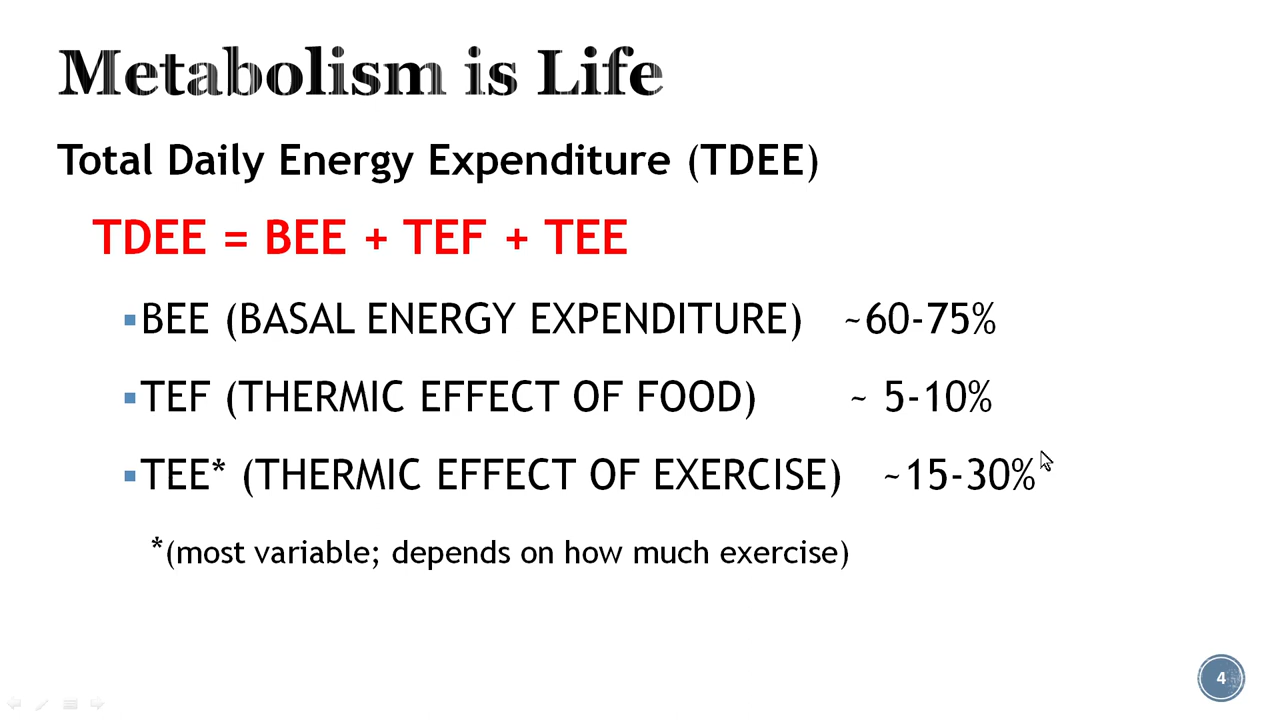 Metabolism is Life
Total Daily Energy Expenditure (TDEE)
TDEE = BEE + TEF + TEE
▪BEE (BASAL ENERGY EXPENDITURE) ~60-75%
▪TEF (THERMIC EFFECT OF FOOD) ~ 5-10%
▪TEE* (THERMIC EFFECT OF EXERCISE) ~15-30%
*(most variable; depends on how much exercise)
4